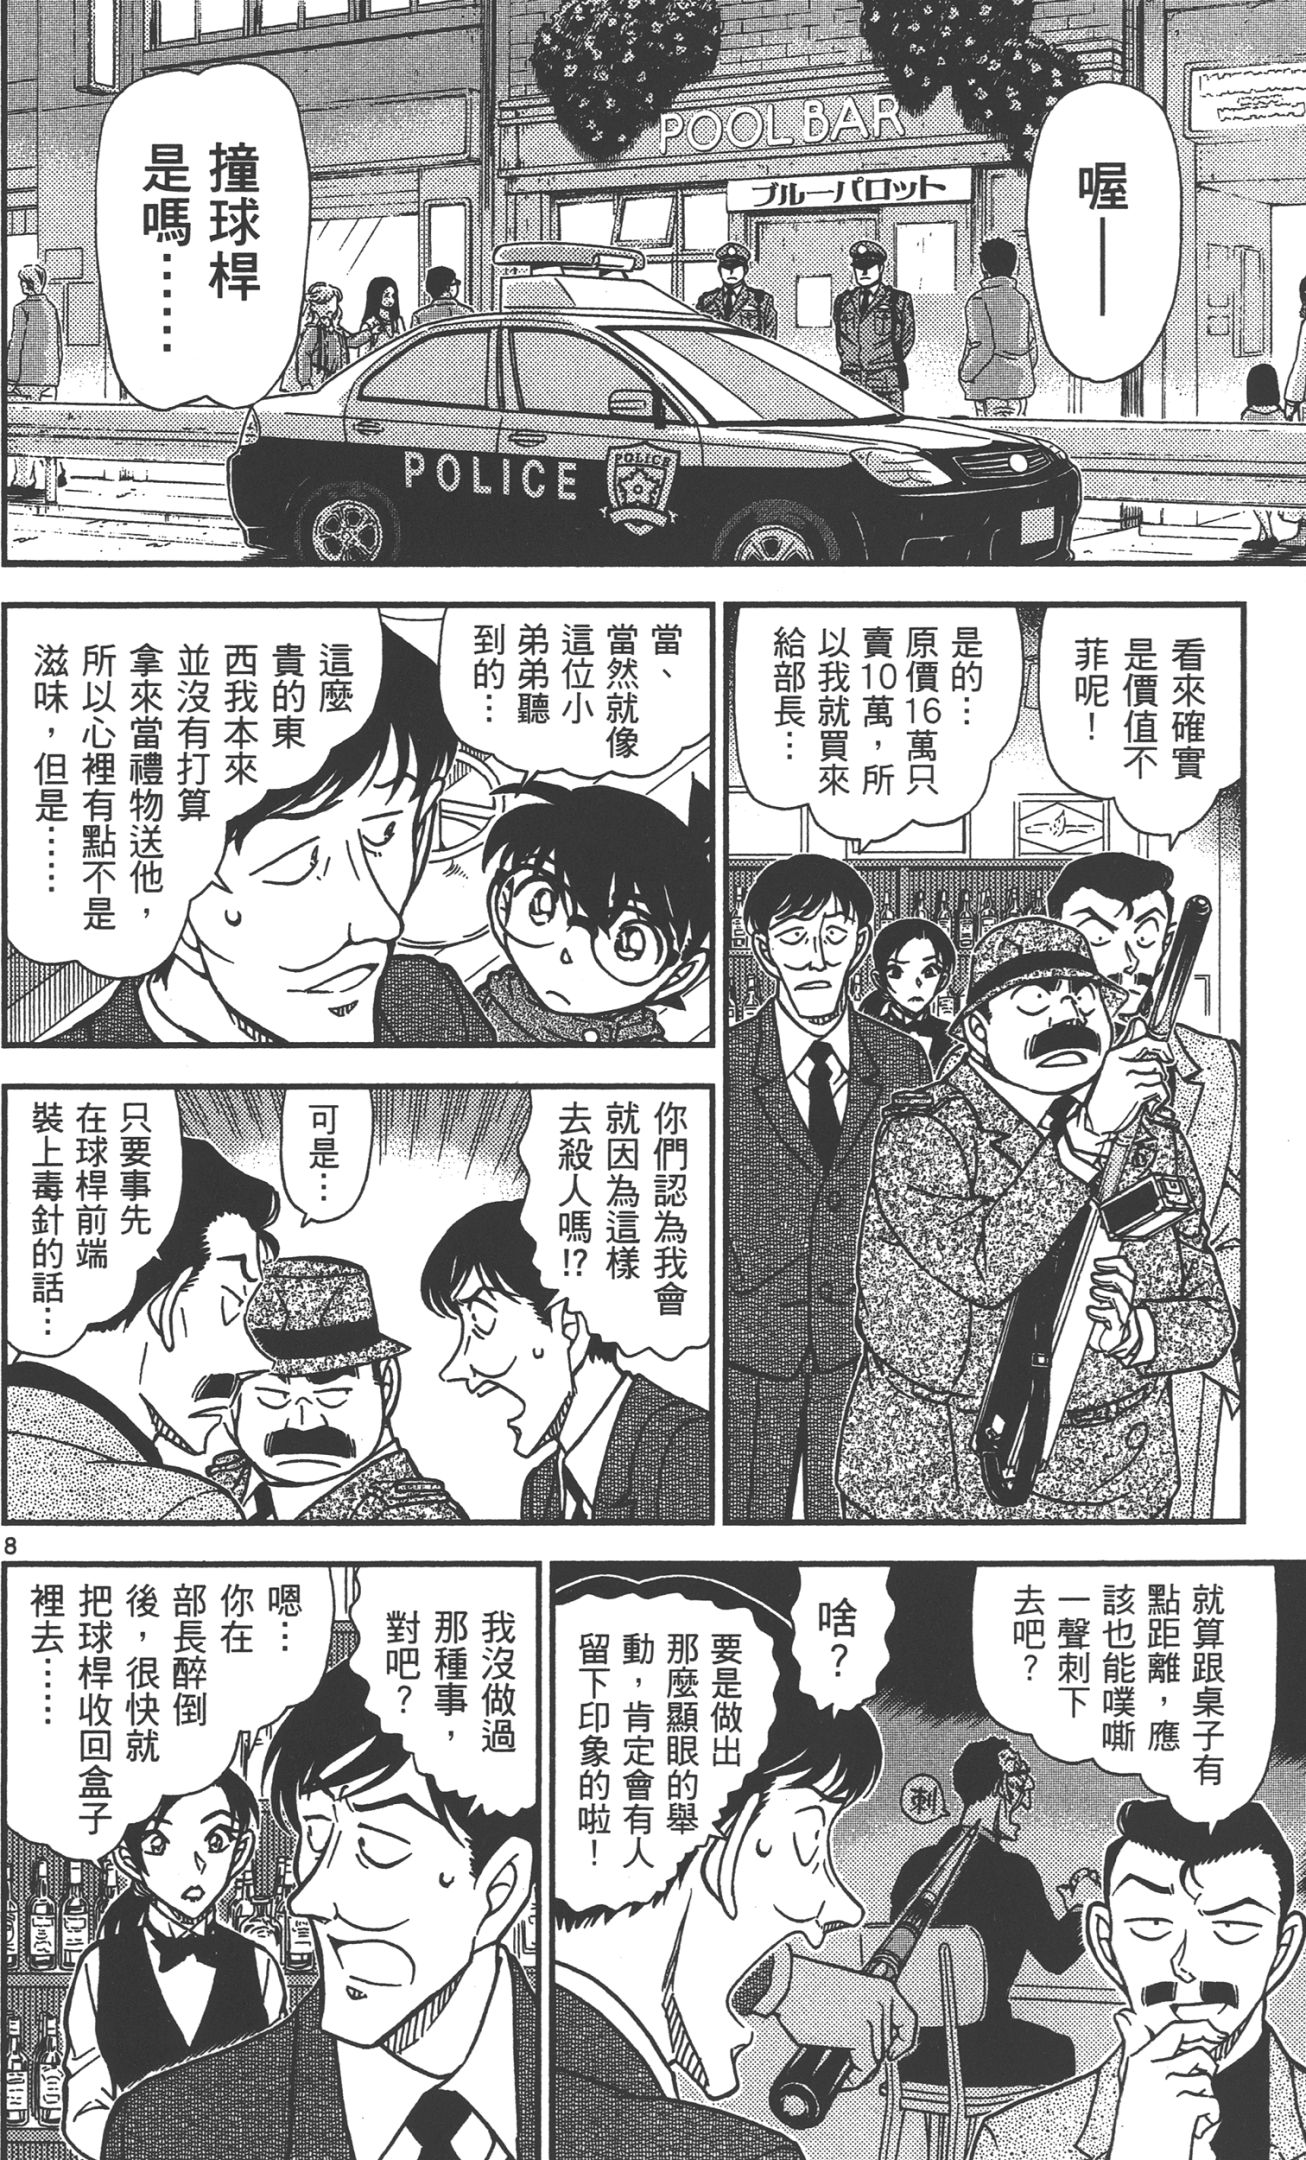 喔——
POOL BAR
ブルーパロット
撞球桿
是嗎……
POLICE
POLICE
看來確實
是價值不
菲呢！
是的…
原價16萬只
賣10萬，所
以我就買來
給部長…
當、
當然就像
這位小
弟弟聽
到的…
這麼
貴的東
西我本來
並沒有打算
拿來當禮物送他，
所以心裡有點不是
滋味，但是……
你們認為我會
就因為這樣
去殺人嗎!?
可是…
只要事先
在球桿前端
裝上毒針的話…
8
就算跟桌子有
點距離，應
該也能噗嘶
一聲刺下
去吧？
刺
啥？
要是做出
那麼顯眼的舉
動，肯定會有人
留下印象的啦！
我沒做過
那種事，
對吧？
嗯…
你在
部長醉倒
後，很快就
把球桿收回盒子
裡去……